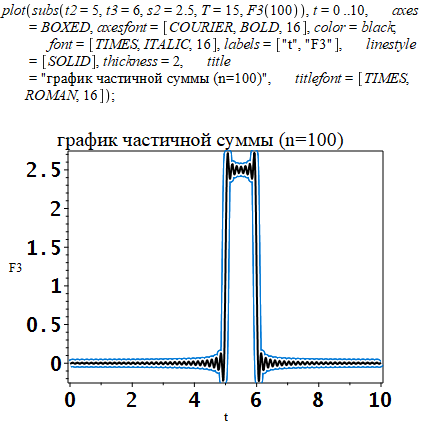 plot(subs(t2 = 5, t3 = 6, s2 = 2.5, T = 15, F3(100)), t = 0 ..10, axes
= BOXED, axesfont = [COURIER, BOLD, 16], color = black,
font = [TIMES, ITALIC, 16], labels = ["t", "F3"], linestyle
= [SOLID], thickness = 2, title
= "график частичной суммы (n=100)", titlefont = [TIMES,
ROMAN, 16]);
график частичной суммы (n=100)
2.5
2
1.5
1
0.5
0
F3
0 2 4 6 8 10
t